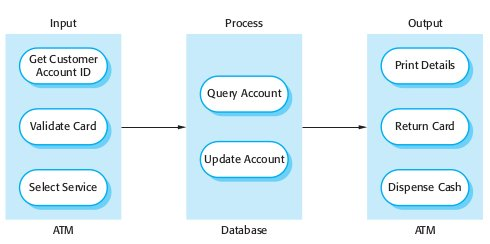 Input
Process
Output
Get Customer
Account ID
Validate Card
Select Service
Query Account
Update Account
Print Details
Return Card
Dispense Cash
ATM
Database
ATM